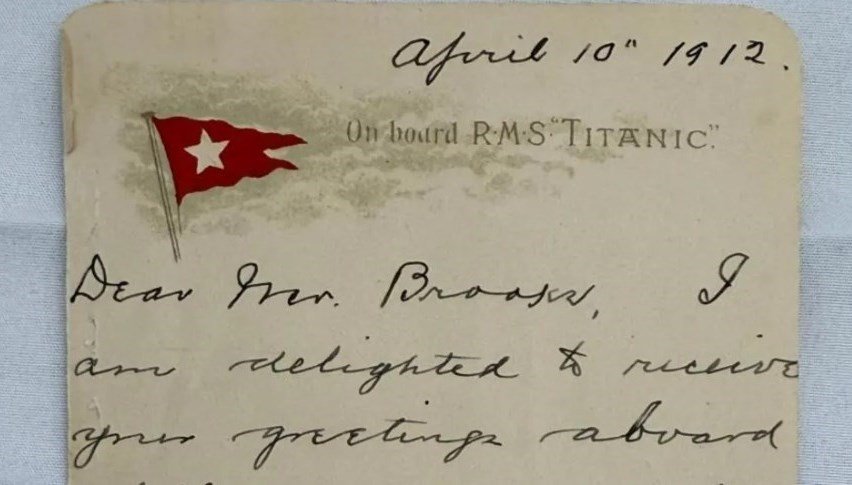 April 10" 1912.
On board R·M·S·"TITANIC".
Dear Mr. Brooks, I
am delighted to receive
your greetings aboard